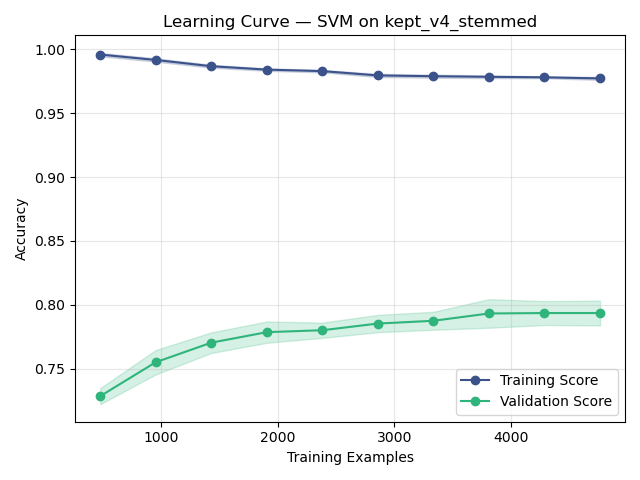 Learning Curve — SVM on kept_v4_stemmed
1.00
0.95
0.90
0.85
0.80
0.75
Accuracy
1000
2000
3000
4000
Training Examples
Training Score
Validation Score